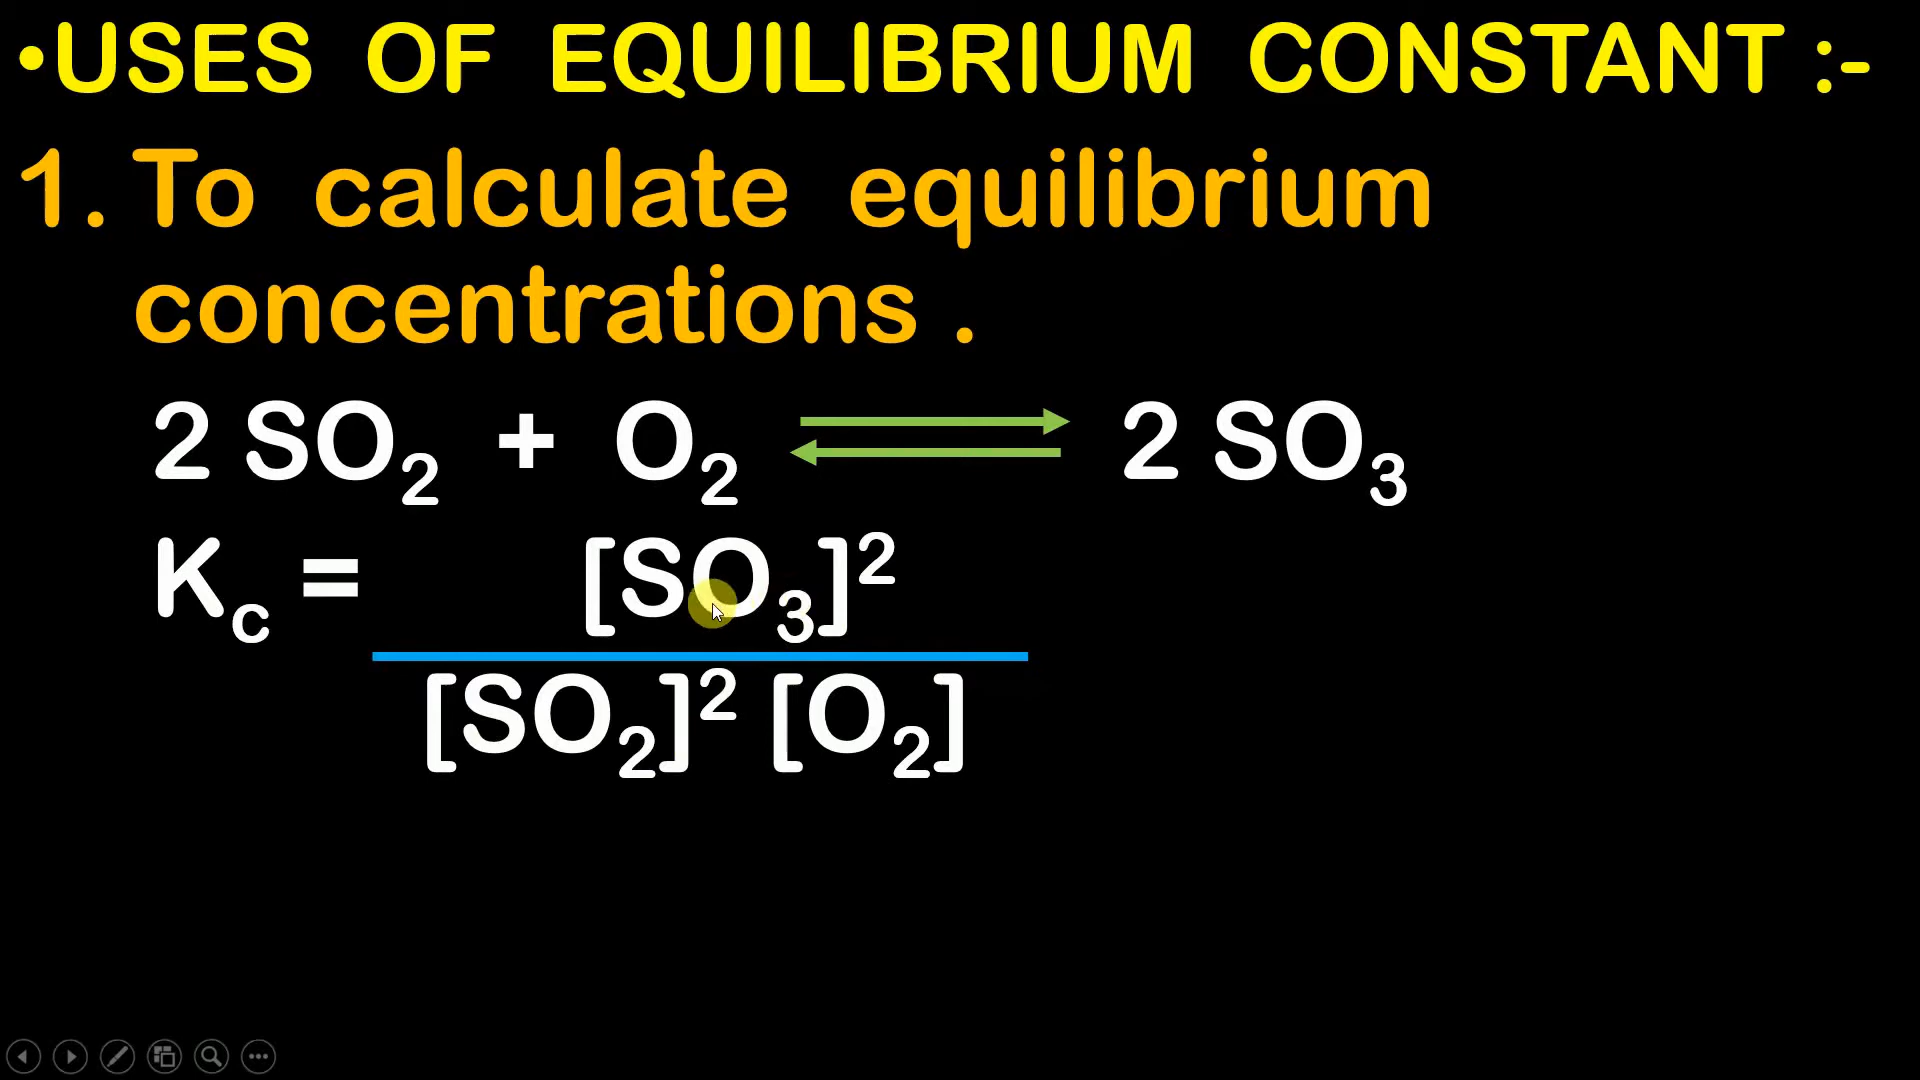 •USES OF EQUILIBRIUM CONSTANT :-
1. To calculate equilibrium
concentrations .
2 SO₂ + O₂ ⇌ 2 SO₃
K꜀ = [SO₃]²
[SO₂]² [O₂]